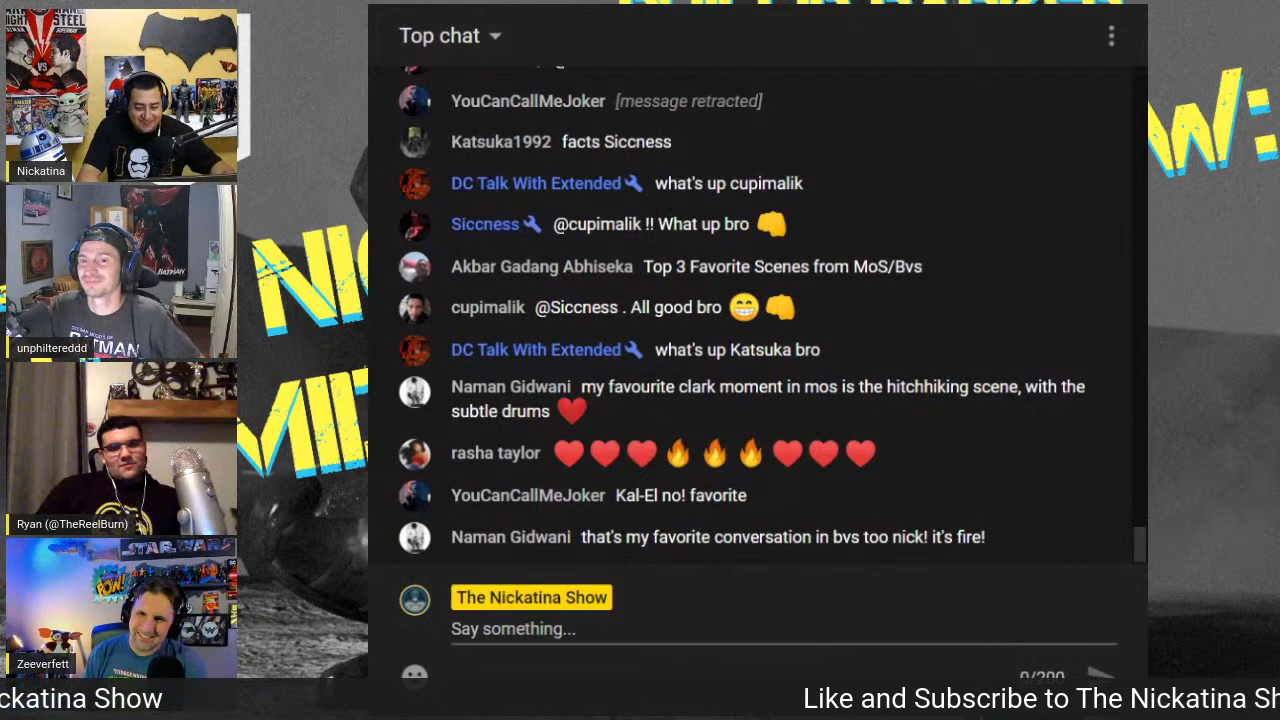 Top chat
YouCanCallMeJoker [message retracted]
Katsuka1992 facts Siccness
DC Talk With Extended what's up cupimalik
Siccness @cupimalik !! What up bro
Akbar Gadang Abhiseka Top 3 Favorite Scenes from MoS/Bvs
cupimalik @Siccness . All good bro
DC Talk With Extended what's up Katsuka bro
Naman Gidwani my favourite clark moment in mos is the hitchhiking scene, with the
subtle drums
rasha taylor
YouCanCallMeJoker Kal-El no! favorite
Naman Gidwani that's my favorite conversation in bvs too nick! it's fire!
The Nickatina Show
Say something...
0/200
Nickatina
BATMAN
unphiltereddd
Ryan (@TheReelBurn)
STAR WARS
POW!
Zeeverfett
ckatina Show
Like and Subscribe to The Nickatina Sh